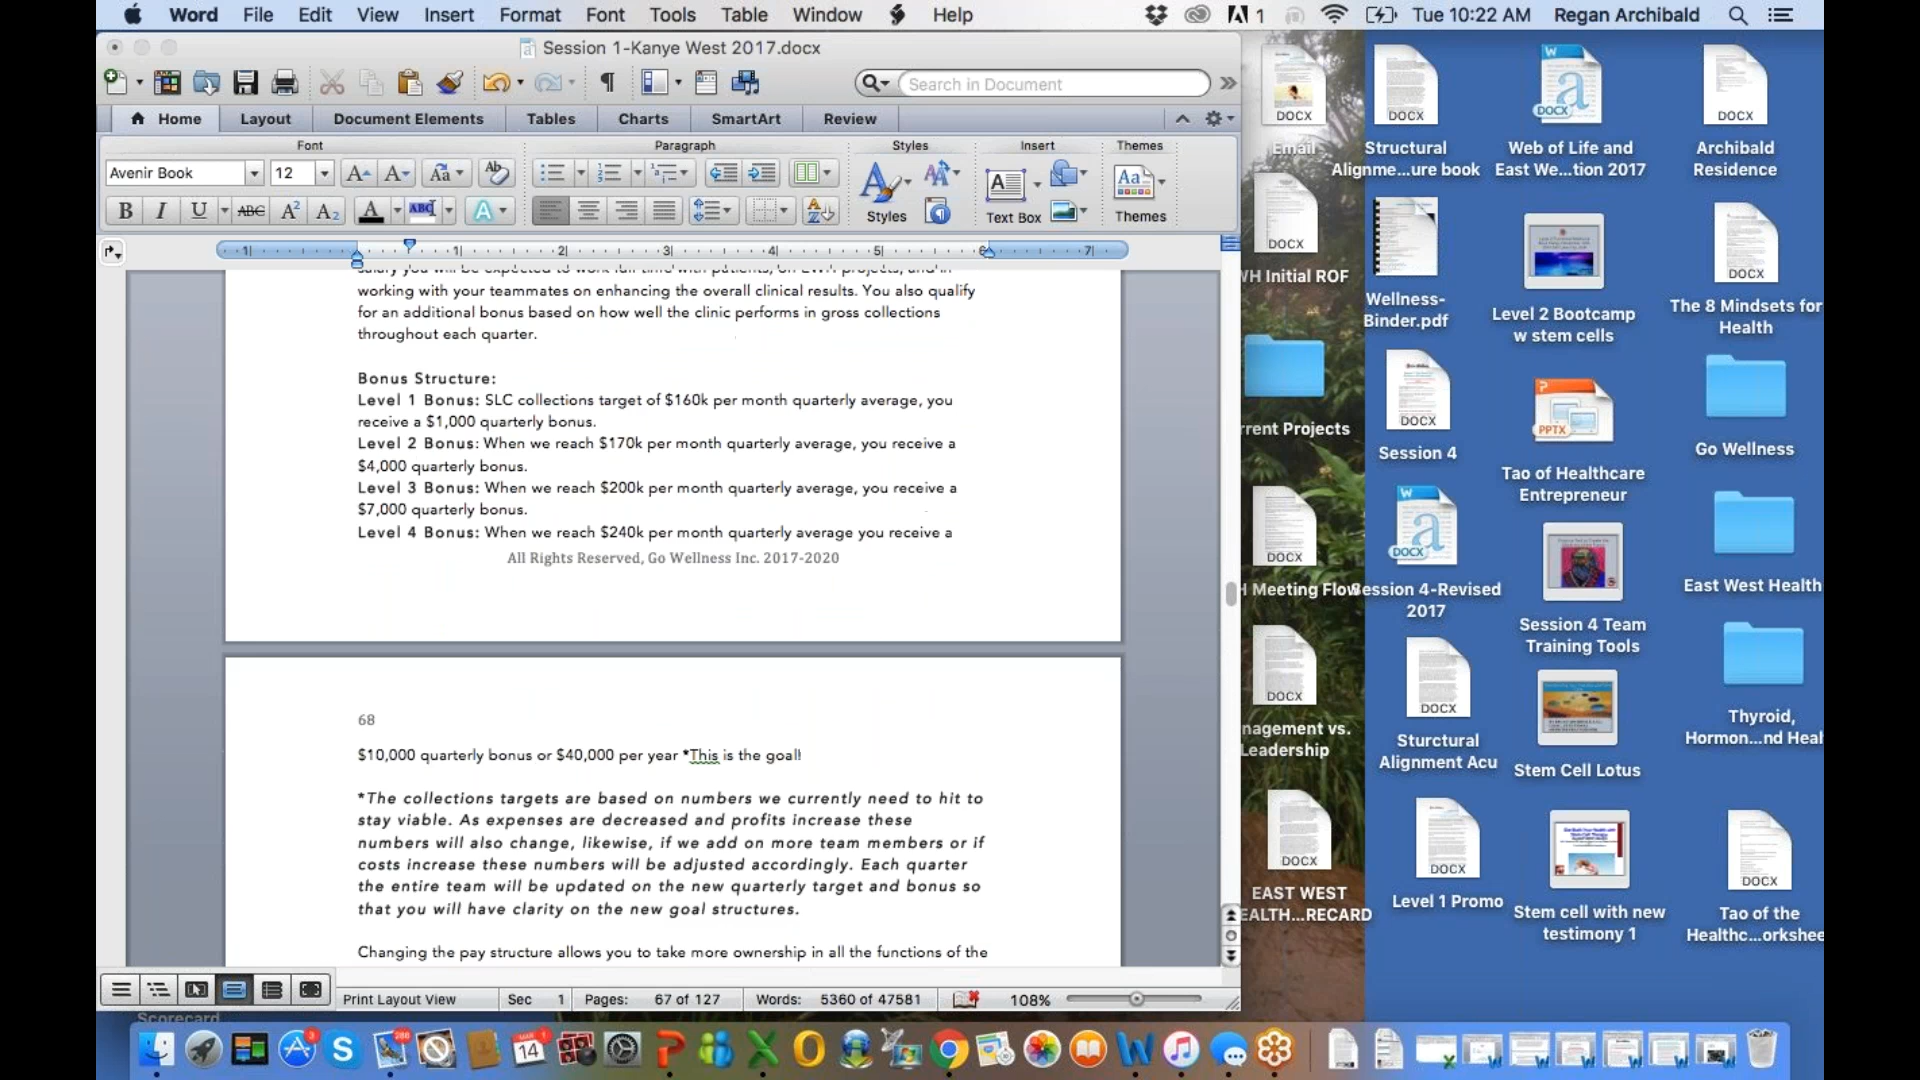 Word File Edit View Insert Format Font Tools Table Window Help 1 Tue 10:22 AM Regan Archibald
Session 1-Kanye West 2017.docx
Search in Document
Home Layout Document Elements Tables Charts SmartArt Review
Font Paragraph Styles Insert Themes
Avenir Book 12
Styles Text Box Themes
working with your teammates on enhancing the overall clinical results. You also qualify
for an additional bonus based on how well the clinic performs in gross collections
throughout each quarter.
Bonus Structure:
Level 1 Bonus: SLC collections target of $160k per month quarterly average, you
receive a $1,000 quarterly bonus.
Level 2 Bonus: When we reach $170k per month quarterly average, you receive a
$4,000 quarterly bonus.
Level 3 Bonus: When we reach $200k per month quarterly average, you receive a
$7,000 quarterly bonus.
Level 4 Bonus: When we reach $240k per month quarterly average you receive a
All Rights Reserved, Go Wellness Inc. 2017-2020
68
$10,000 quarterly bonus or $40,000 per year *This is the goal!
*The collections targets are based on numbers we currently need to hit to
stay viable. As expenses are decreased and profits increase these
numbers will also change, likewise, if we add on more team members or if
costs increase these numbers will be adjusted accordingly. Each quarter
the entire team will be updated on the new quarterly target and bonus so
that you will have clarity on the new goal structures.
Changing the pay structure allows you to take more ownership in all the functions of the
Print Layout View Sec 1 Pages: 67 of 127 Words: 5360 of 47581 108%
Scorecard
Email
WH Initial ROF
rrent Projects
H Meeting Flow
nagement vs.
Leadership
EAST WEST
EALTH...RECARD
Structural
Alignme...ure book
Wellness-
Binder.pdf
Session 4
Session 4-Revised
2017
Sturctural
Alignment Acu
Level 1 Promo
Web of Life and
East We...tion 2017
Level 2 Bootcamp
w stem cells
Tao of Healthcare
Entrepreneur
Session 4 Team
Training Tools
Stem Cell Lotus
Stem cell with new
testimony 1
Archibald
Residence
The 8 Mindsets for
Health
Go Wellness
East West Health
Thyroid,
Hormon...nd Heal
Tao of the
Healthc...orkshee